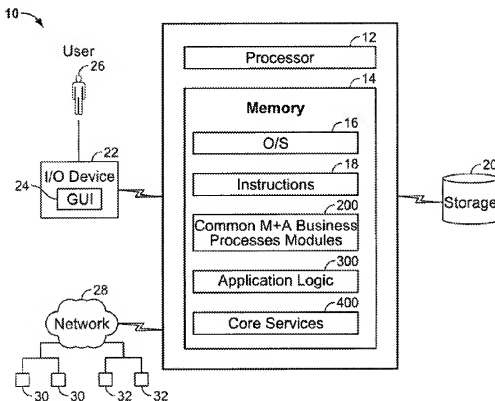 10
User
26
12
Processor
14
Memory
16
O/S
22
I/O Device
24
GUI
18
Instructions
20
Storage
200
Common M+A Business
Processes Modules
300
Application Logic
28
Network
400
Core Services
30 30 32 32